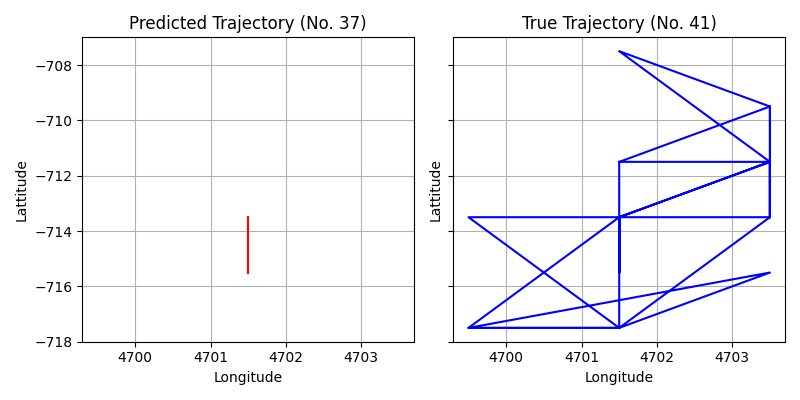 Predicted Trajectory (No. 37)
−708
−710
−712
−714
−716
−718
Lattitude
4700 4701 4702 4703
Longitude
True Trajectory (No. 41)
Lattitude
4700 4701 4702 4703
Longitude